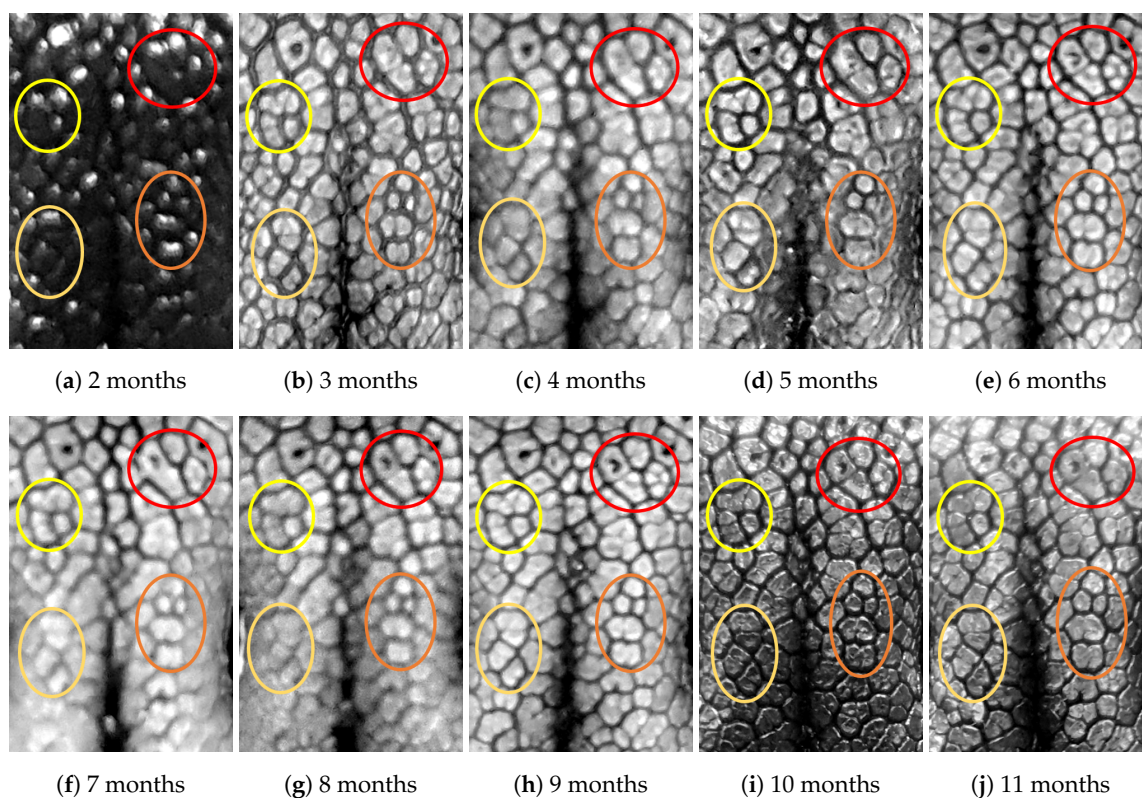 (a) 2 months
(b) 3 months
(c) 4 months
(d) 5 months
(e) 6 months
(f) 7 months
(g) 8 months
(h) 9 months
(i) 10 months
(j) 11 months